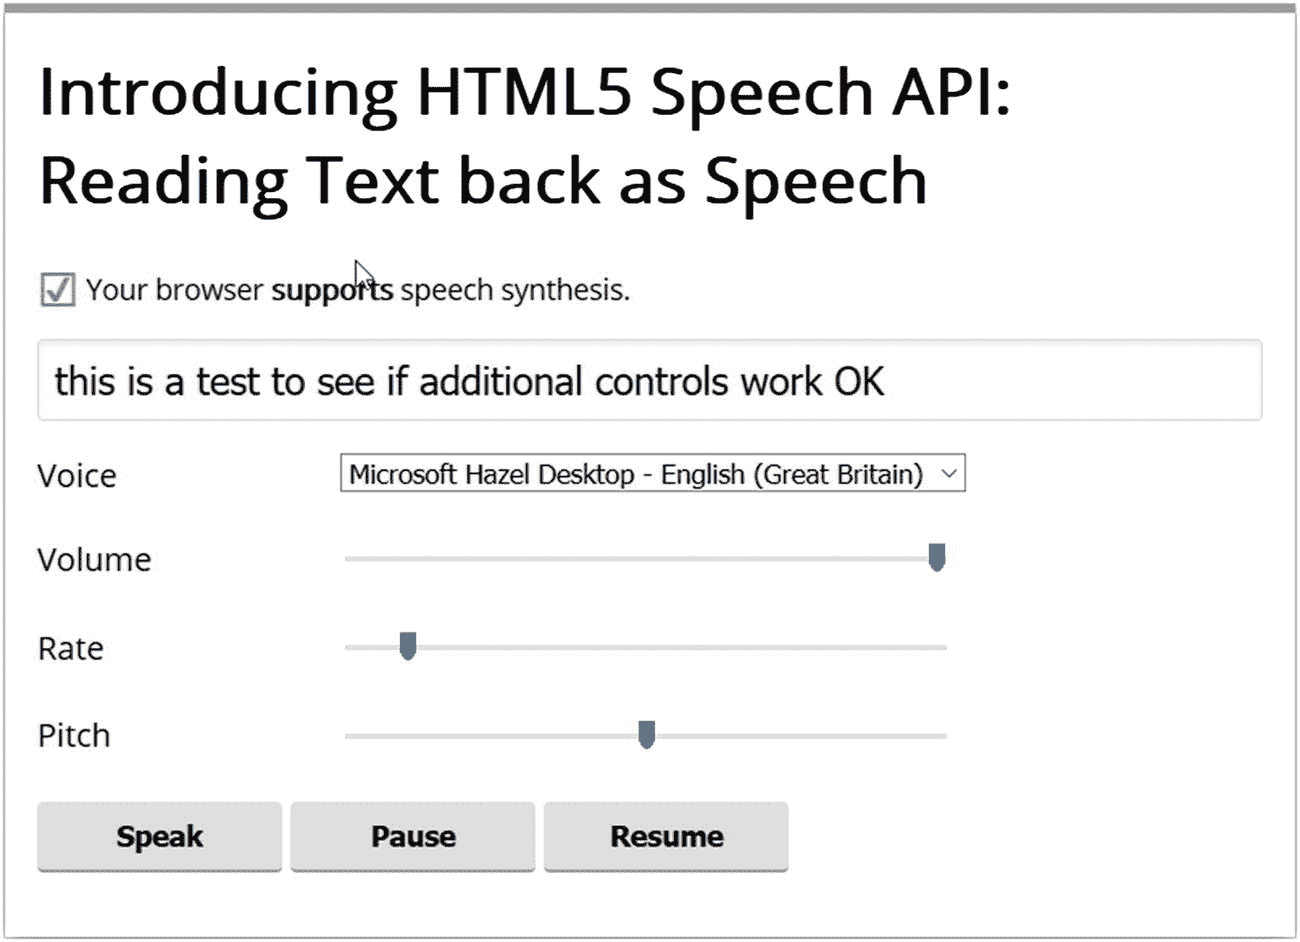 Introducing HTML5 Speech API:
Reading Text back as Speech
Your browser supports speech synthesis.
this is a test to see if additional controls work OK
Voice Microsoft Hazel Desktop - English (Great Britain)
Volume
Rate
Pitch
Speak Pause Resume